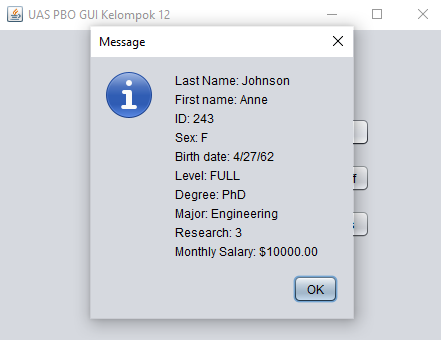 UAS PBO GUI Kelompok 12
Message
Last Name: Johnson
First name: Anne
ID: 243
Sex: F
Birth date: 4/27/62
Level: FULL
Degree: PhD
Major: Engineering
Research: 3
Monthly Salary: $10000.00
OK